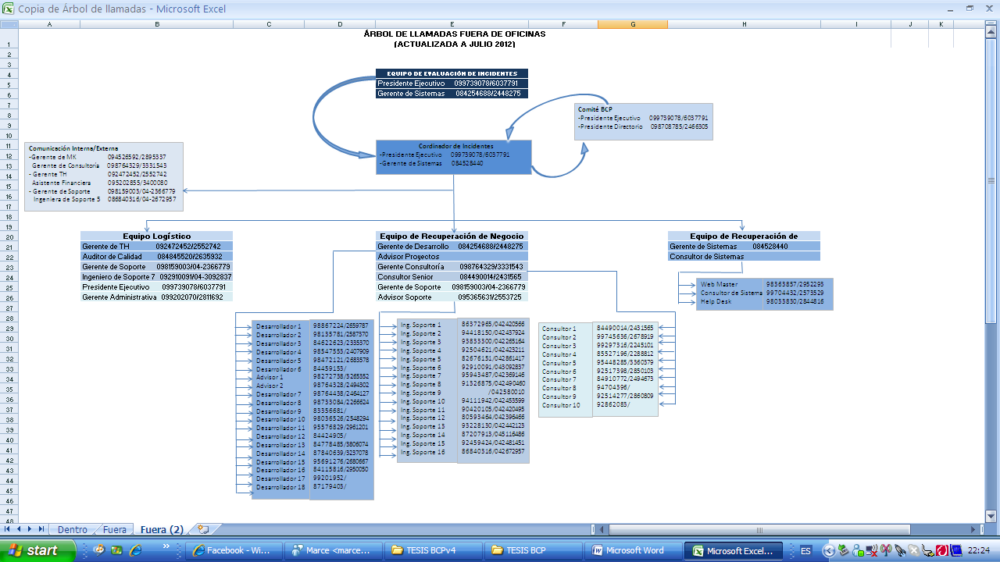 Copia de Árbol de llamadas - Microsoft Excel
A B C D E F G H I J K
ÁRBOL DE LLAMADAS FUERA DE OFICINAS
(ACTUALIZADA A JULIO 2012)
EQUIPO DE EVALUACIÓN DE INCIDENTES
Presidente Ejecutivo 099739078/6037791
Gerente de Sistemas 084254688/2448275
Comité BCP
-Presidente Ejecutivo 099739078/6037791
-Presidente Directorio 098708785/2466305
Cordinador de Incidentes
-Presidente Ejecutivo 099739078/6037791
-Gerente de Sistemas 084528440
Comunicación Interna/Externa
-Gerente de MK 094526592/2895337
Gerente de Consultoría 098764329/3331543
- Gerente TH 092472452/2552742
Asistente Financiera 095202855/3400080
- Gerente de Soporte 098159003/04-2366779
Ingeniera de Soporte 5 086840316/04-2672957
Equipo Logístico
Gerente de TH 092472452/2552742
Auditor de Calidad 084845520/2635932
Gerente de Soporte 098159003/04-2366779
Ingeniero de Soporte 7 092910091/04-3092837
Presidente Ejecutivo 099739078/6037791
Gerente Administrativa 099202070/2811692
Equipo de Recuperación de Negocio
Gerente de Desarrollo 084254688/2448275
Advisor Proyectos
Gerente Consultoría 098764329/3331543
Consultor Senior 084490014/2431565
Gerente de Soporte 098159003/04-2366779
Advisor Soporte 095365631/2553725
Equipo de Recuperación de
Gerente de Sistemas 084528440
Consultor de Sistemas
Web Master 98363857/2952293
Consultor de Sistema 99704432/2573529
Help Desk 98033830/2844816
Desarrollador 1 98867224/2659787
Desarrollador 2 98135781/2587370
Desarrollador 3 84622623/2335370
Desarrollador 4 98547553/2407909
Desarrollador 5 98472121/2683578
Desarrollador 6 84459153/
Advisor 1 98272738/3265352
Advisor 2 98764328/2494302
Desarrollador 7 98764438/2464127
Desarrollador 8 98733084/2266624
Desarrollador 9 83356681/
Desarrollador 10 98036526/2548294
Desarrollador 11 95576829/2961201
Desarrollador 12 84424905/
Desarrollador 13 84778485/3806074
Desarrollador 14 87840639/3237078
Desarrollador 15 95691276/2680667
Desarrollador 16 84115816/2950050
Desarrollador 17 99201952/
Desarrollador 18 87179403/
Ing. Soporte 1 86372965/042420566
Ing. Soporte 2 94418150/042437924
Ing. Soporte 3 93833300/042265164
Ing. Soporte 4 92504621/042423211
Ing. Soporte 5 82676151/042861417
Ing. Soporte 6 92910091/043092837
Ing. Soporte 7 95943487/042369146
Ing. Soporte 8 91326875/042490460
Ing. Soporte 9 /042580010
Ing. Soporte 10 94111942/042453599
Ing. Soporte 11 90420105/042420495
Ing. Soporte 12 80593464/042396466
Ing. Soporte 13 93228130/042442123
Ing. Soporte 14 87207913/045116486
Ing. Soporte 15 92459424/042481451
Ing. Soporte 16 86840316/042672957
Consultor 1 84490014/2431565
Consultor 2 99745636/2678919
Consultor 3 99297316/2245101
Consultor 4 85527196/2288812
Consultor 5 95448285/3360379
Consultor 6 92517398/2850103
Consultor 7 84910772/2494673
Consultor 8 94704396/
Consultor 9 92514277/2860809
Consultor 10 92862083/
1
2
3
4
5
6
7
8
9
10
11
12
13
14
15
16
17
18
19
20
21
22
23
24
25
26
27
28
29
30
31
32
33
34
35
36
37
38
39
40
41
42
43
44
45
46
47
48
Dentro Fuera Fuera (2)
start
Facebook - Wi...
Marce <marce...
TESIS BCPv4
TESIS BCP
Microsoft Word
Microsoft Excel...
ES
22:24